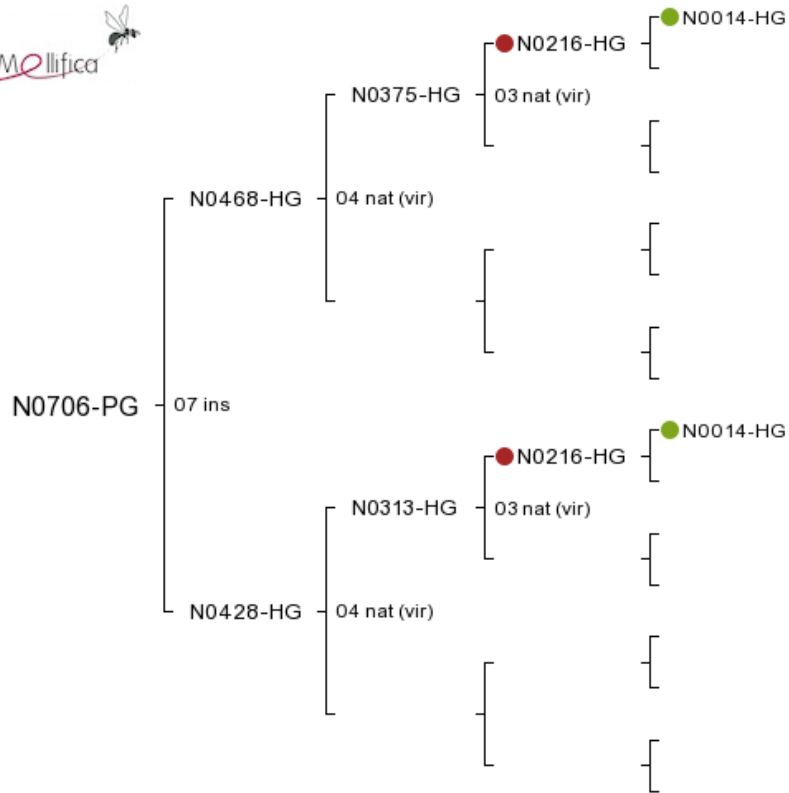 Mellifica
N0014-HG
N0216-HG
N0375-HG
03 nat (vir)
N0468-HG
04 nat (vir)
N0706-PG
07 ins
N0014-HG
N0216-HG
N0313-HG
03 nat (vir)
N0428-HG
04 nat (vir)